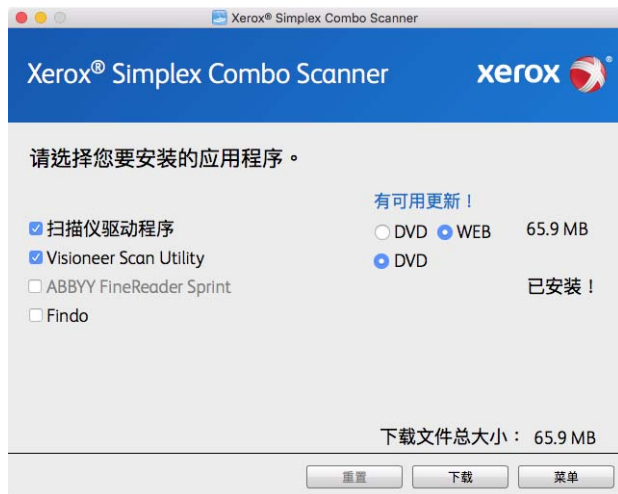 Xerox® Simplex Combo Scanner
Xerox® Simplex Combo Scanner
xerox
请选择您要安装的应用程序。
有可用更新！
扫描仪驱动程序 DVD WEB 65.9 MB
Visioneer Scan Utility DVD
ABBYY FineReader Sprint 已安装！
Findo
下载文件总大小： 65.9 MB
重置 下载 菜单